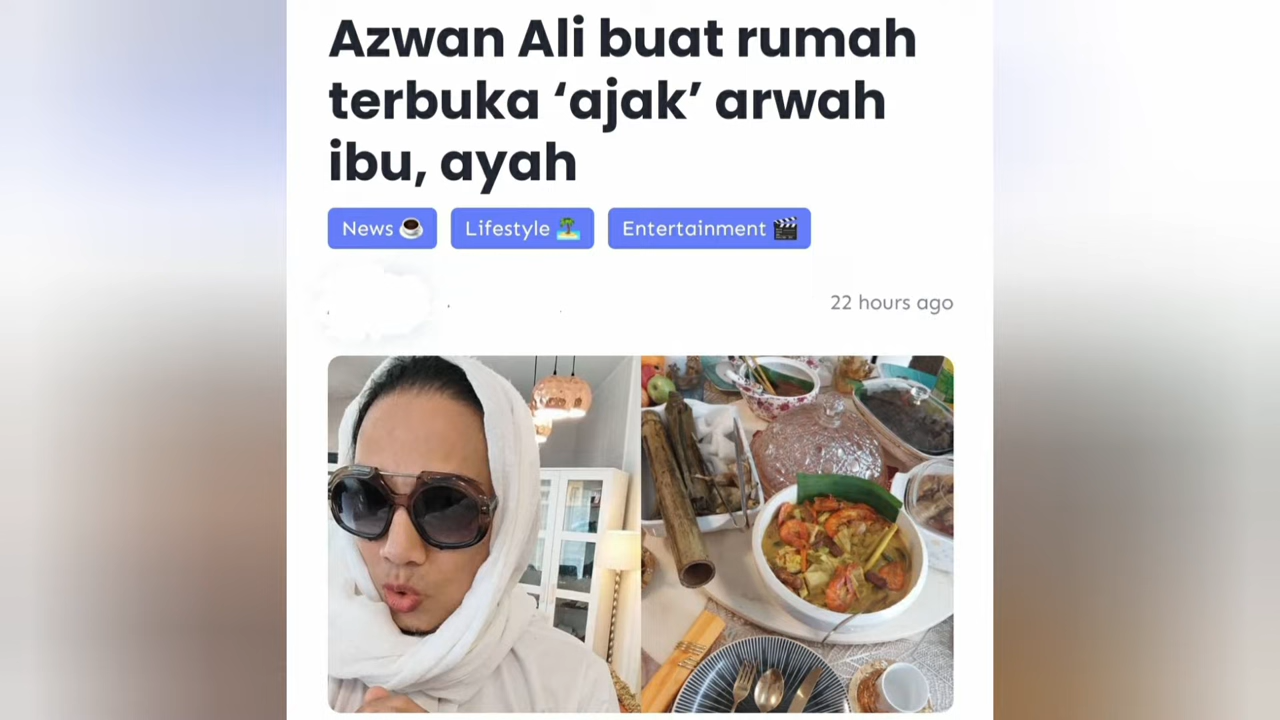 Azwan Ali buat rumah
terbuka ‘ajak’ arwah
ibu, ayah
News Lifestyle Entertainment
22 hours ago